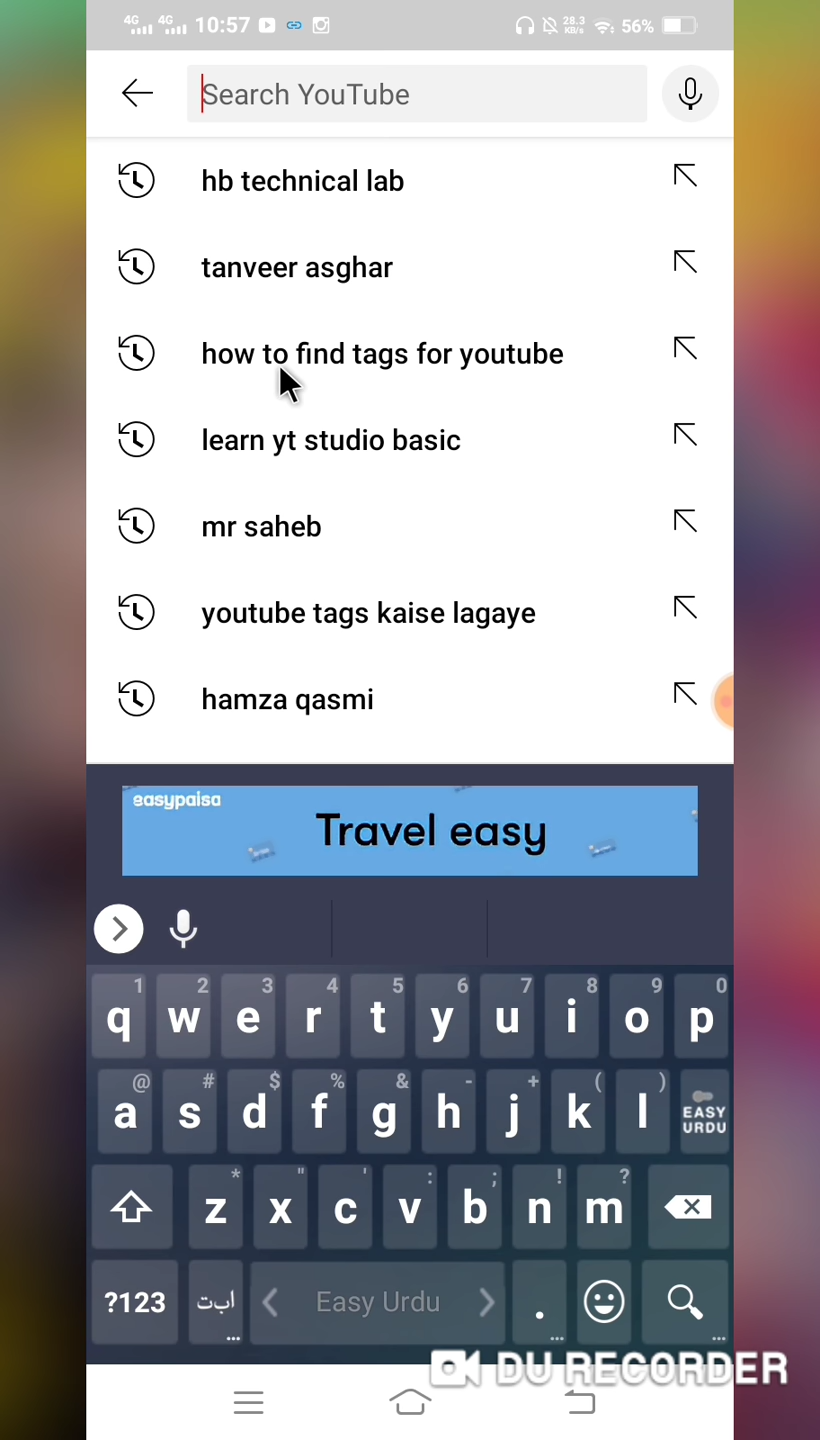 4G 4G 10:57 28.3 KB/s 56%
Search YouTube
hb technical lab
tanveer asghar
how to find tags for youtube
learn yt studio basic
mr saheb
youtube tags kaise lagaye
hamza qasmi
easypaisa
Travel easy
1 2 3 4 5 6 7 8 9 0
q w e r t y u i o p
@ # $ % & - + ( )
a s d f g h j k l EASY URDU
* " ' : ; ! ?
z x c v b n m
?123 ابت Easy Urdu .
DU RECORDER